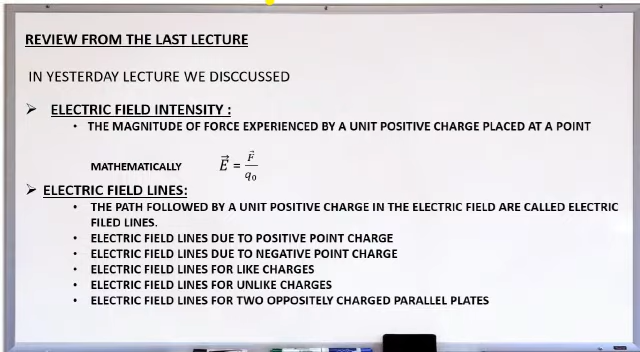 REVIEW FROM THE LAST LECTURE
IN YESTERDAY LECTURE WE DISCCUSSED
➢ ELECTRIC FIELD INTENSITY :
• THE MAGNITUDE OF FORCE EXPERIENCED BY A UNIT POSITIVE CHARGE PLACED AT A POINT
MATHEMATICALLY $\vec{E} = \frac{\vec{F}}{q_0}$
➢ ELECTRIC FIELD LINES:
• THE PATH FOLLOWED BY A UNIT POSITIVE CHARGE IN THE ELECTRIC FIELD ARE CALLED ELECTRIC
FILED LINES.
• ELECTRIC FIELD LINES DUE TO POSITIVE POINT CHARGE
• ELECTRIC FIELD LINES DUE TO NEGATIVE POINT CHARGE
• ELECTRIC FIELD LINES FOR LIKE CHARGES
• ELECTRIC FIELD LINES FOR UNLIKE CHARGES
• ELECTRIC FIELD LINES FOR TWO OPPOSITELY CHARGED PARALLEL PLATES